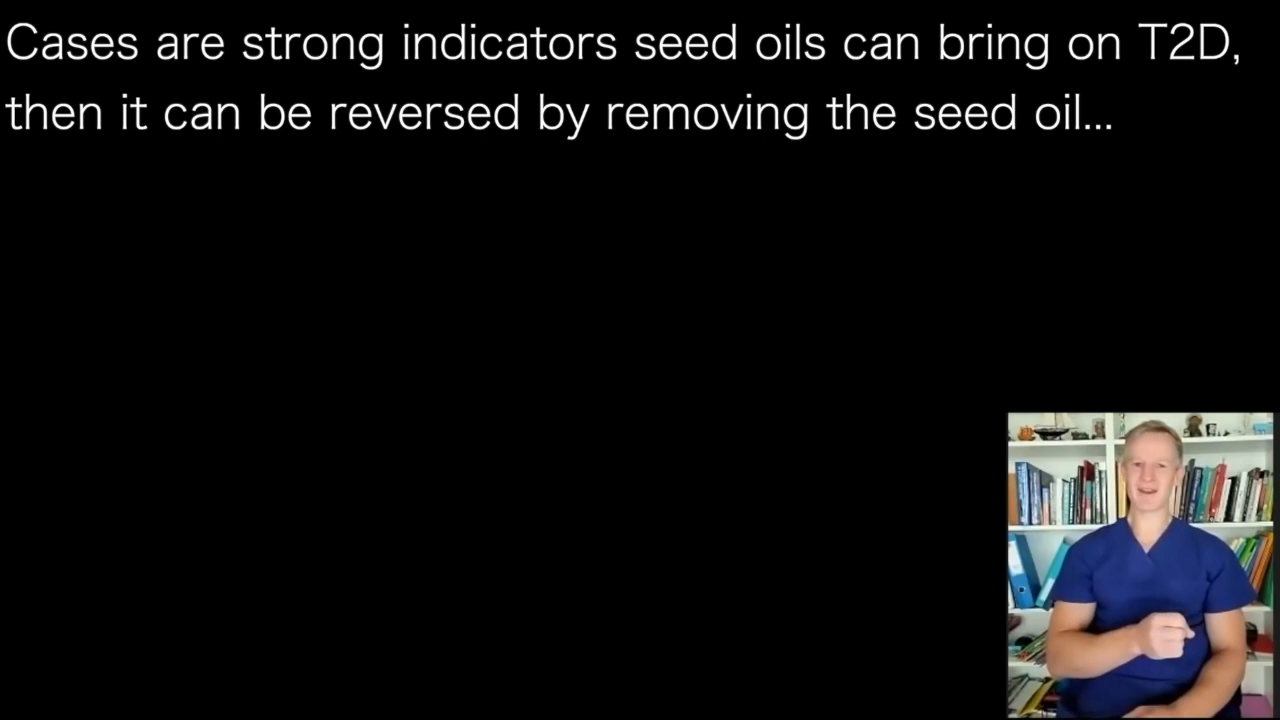 Cases are strong indicators seed oils can bring on T2D,
then it can be reversed by removing the seed oil...